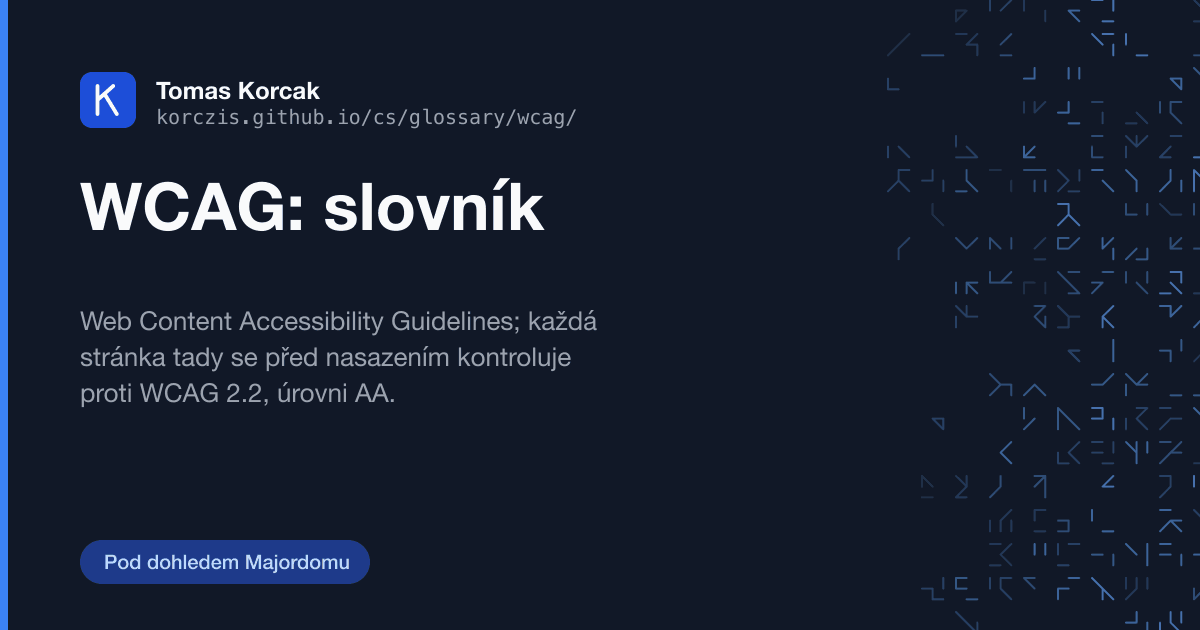 K
Tomas Korcak
korczis.github.io/cs/glossary/wcag/
WCAG: slovník
Web Content Accessibility Guidelines; každá
stránka tady se před nasazením kontroluje
proti WCAG 2.2, úrovni AA.
Pod dohledem Majordomu